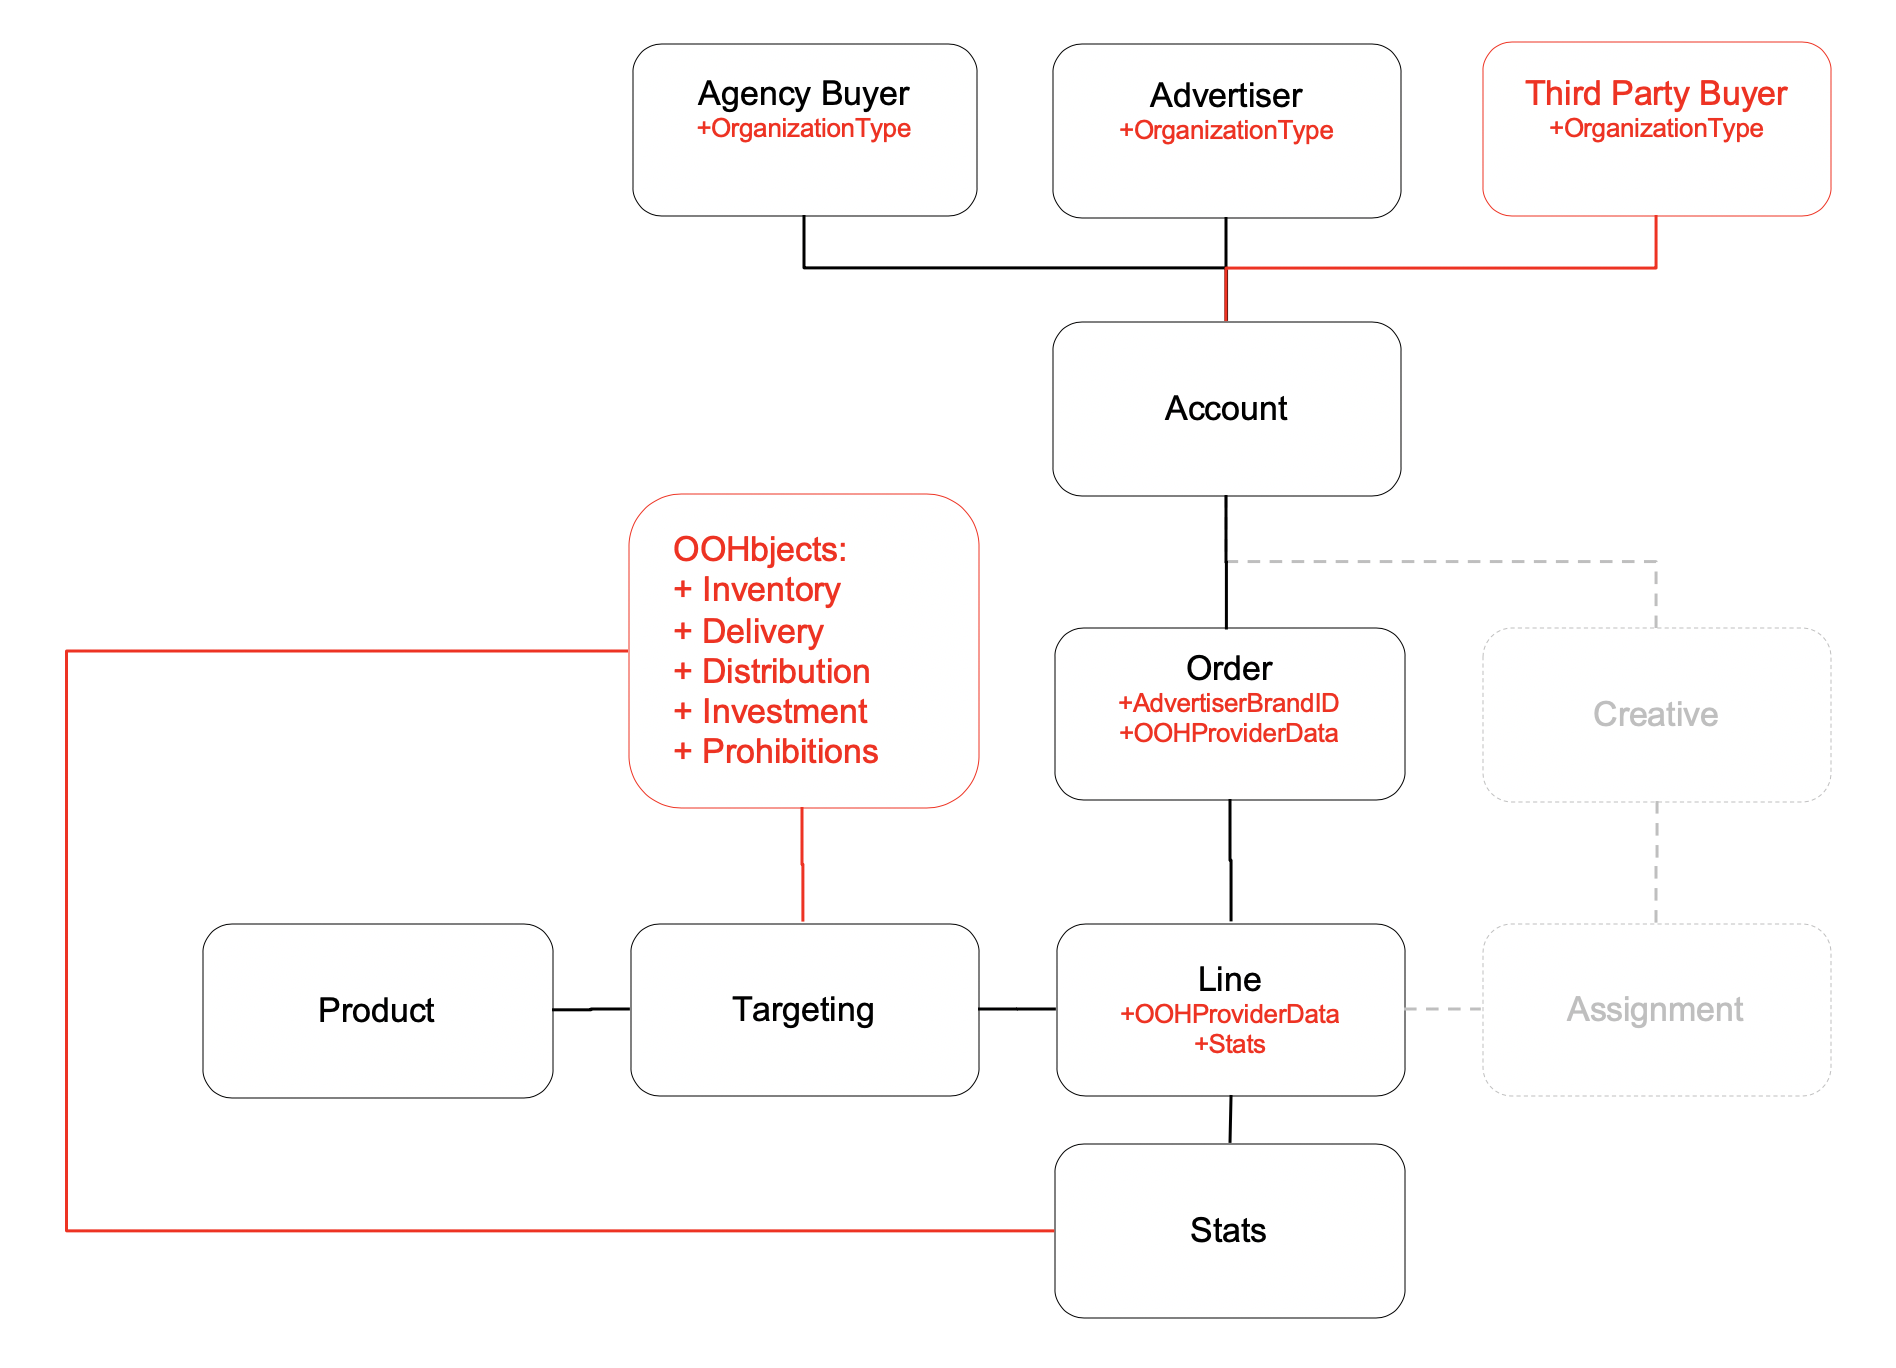 Agency Buyer
+OrganizationType
Advertiser
+OrganizationType
Third Party Buyer
+OrganizationType
Account
OOHbjects:
+ Inventory
+ Delivery
+ Distribution
+ Investment
+ Prohibitions
Order
+AdvertiserBrandID
+OOHProviderData
Creative
Product
Targeting
Line
+OOHProviderData
+Stats
Assignment
Stats